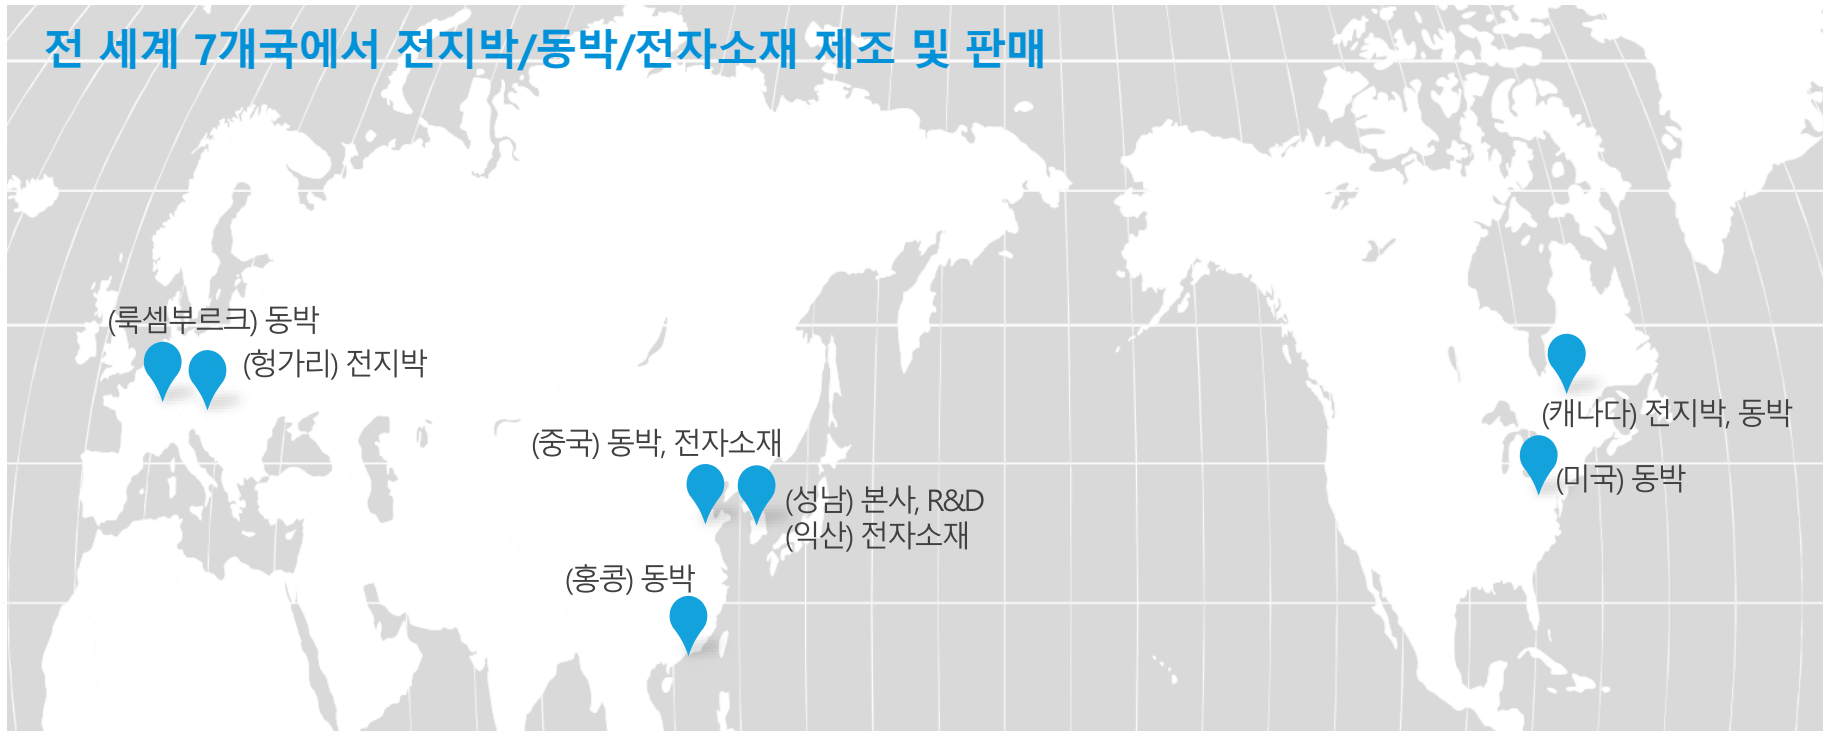 전 세계 7개국에서 전지박/동박/전자소재 제조 및 판매
(룩셈부르크) 동박
(헝가리) 전지박
(중국) 동박, 전자소재
(성남) 본사, R&D
(익산) 전자소재
(홍콩) 동박
(캐나다) 전지박, 동박
(미국) 동박